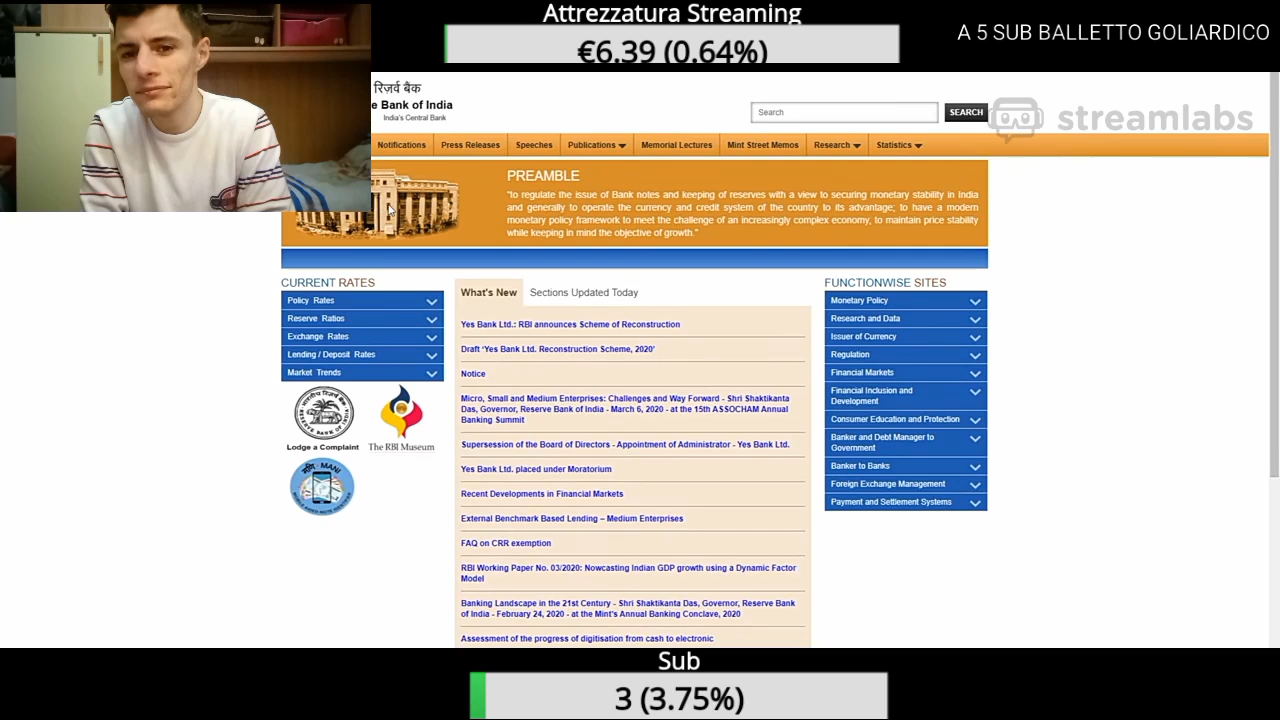 Attrezzatura Streaming
€6.39 (0.64%)
A 5 SUB BALLETTO GOLIARDICO
रिज़र्व बैंक
e Bank of India
India's Central Bank
Search
SEARCH
streamlabs
Notifications
Press Releases
Speeches
Publications
Memorial Lectures
Mint Street Memos
Research
Statistics
PREAMBLE
"to regulate the issue of Bank notes and keeping of reserves with a view to securing monetary stability in India
and generally to operate the currency and credit system of the country to its advantage; to have a modern
monetary policy framework to meet the challenge of an increasingly complex economy, to maintain price stability
while keeping in mind the objective of growth."
CURRENT RATES
Policy Rates
Reserve Ratios
Exchange Rates
Lending / Deposit Rates
Market Trends
Lodge a Complaint
The RBI Museum
मणि MANI
What's New
Sections Updated Today
Yes Bank Ltd.: RBI announces Scheme of Reconstruction
Draft 'Yes Bank Ltd. Reconstruction Scheme, 2020'
Notice
Micro, Small and Medium Enterprises: Challenges and Way Forward - Shri Shaktikanta
Das, Governor, Reserve Bank of India - March 6, 2020 - at the 15th ASSOCHAM Annual
Banking Summit
Supersession of the Board of Directors - Appointment of Administrator - Yes Bank Ltd.
Yes Bank Ltd. placed under Moratorium
Recent Developments in Financial Markets
External Benchmark Based Lending – Medium Enterprises
FAQ on CRR exemption
RBI Working Paper No. 03/2020: Nowcasting Indian GDP growth using a Dynamic Factor
Model
Banking Landscape in the 21st Century - Shri Shaktikanta Das, Governor, Reserve Bank
of India - February 24, 2020 - at the Mint's Annual Banking Conclave, 2020
Assessment of the progress of digitisation from cash to electronic
FUNCTIONWISE SITES
Monetary Policy
Research and Data
Issuer of Currency
Regulation
Financial Markets
Financial Inclusion and
Development
Consumer Education and Protection
Banker and Debt Manager to
Government
Banker to Banks
Foreign Exchange Management
Payment and Settlement Systems
Sub
3 (3.75%)